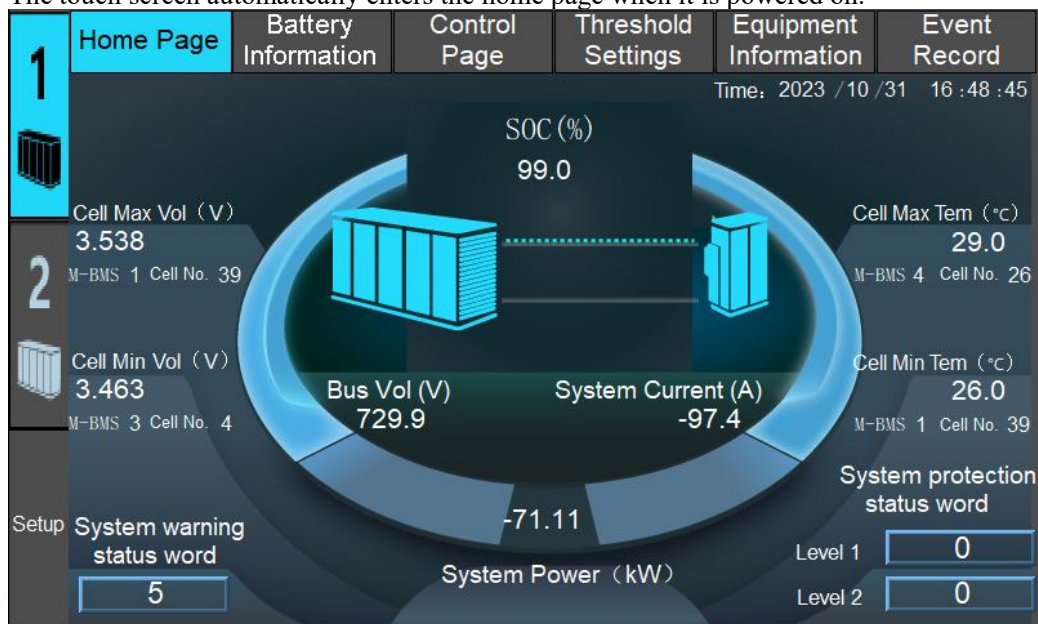 The touch screen automatically enters the home page when it is powered on.
1
Home Page
Battery
Information
Control
Page
Threshold
Settings
Equipment
Information
Event
Record
Time： 2023 /10 /31 16 :48 :45
SOC(%)
99.0
Cell Max Vol（V）
3.538
M-BMS 1 Cell No. 39
Cell Max Tem（℃）
29.0
M-BMS 4 Cell No. 26
2
Cell Min Vol（V）
3.463
M-BMS 3 Cell No. 4
Bus Vol (V)
729.9
System Current (A)
-97.4
Cell Min Tem（℃）
26.0
M-BMS 1 Cell No. 39
Setup
System warning
status word
5
-71.11
System Power（kW）
System protection
status word
Level 1 0
Level 2 0